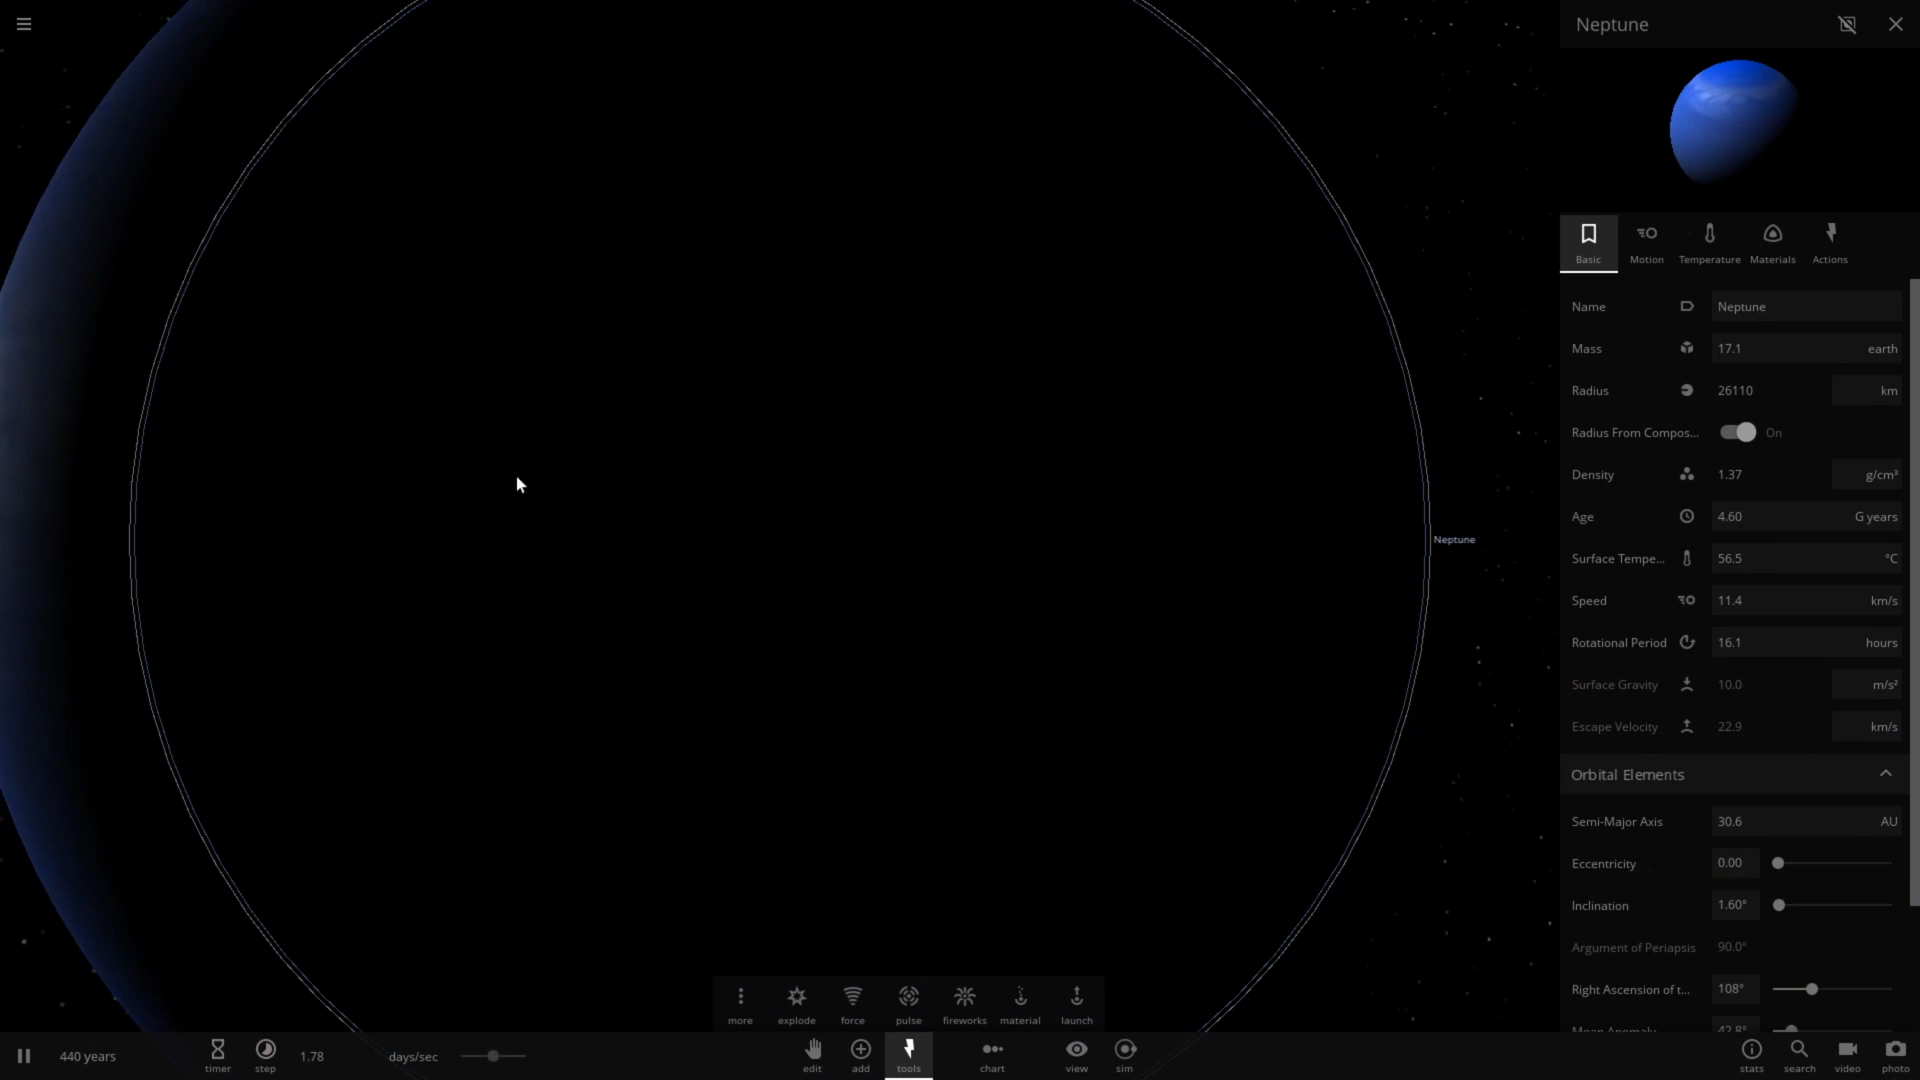 Neptune
Basic
Motion
Temperature
Materials
Actions
Name Neptune
Mass 17.1 earth
Radius 26110 km
Radius From Compos... On
Density 1.37 g/cm³
Age 4.60 G years
Neptune
Surface Tempe... 56.5 °C
Speed 11.4 km/s
Rotational Period 16.1 hours
Surface Gravity 10.0 m/s²
Escape Velocity 22.9 km/s
Orbital Elements
Semi-Major Axis 30.6 AU
Eccentricity 0.00
Inclination 1.60°
Argument of Periapsis 90.0°
Right Ascension of t... 108°
Mean Anomaly 42.8°
more explode force pulse fireworks material launch
440 years timer step 1.78 days/sec edit add tools chart view sim stats search video photo